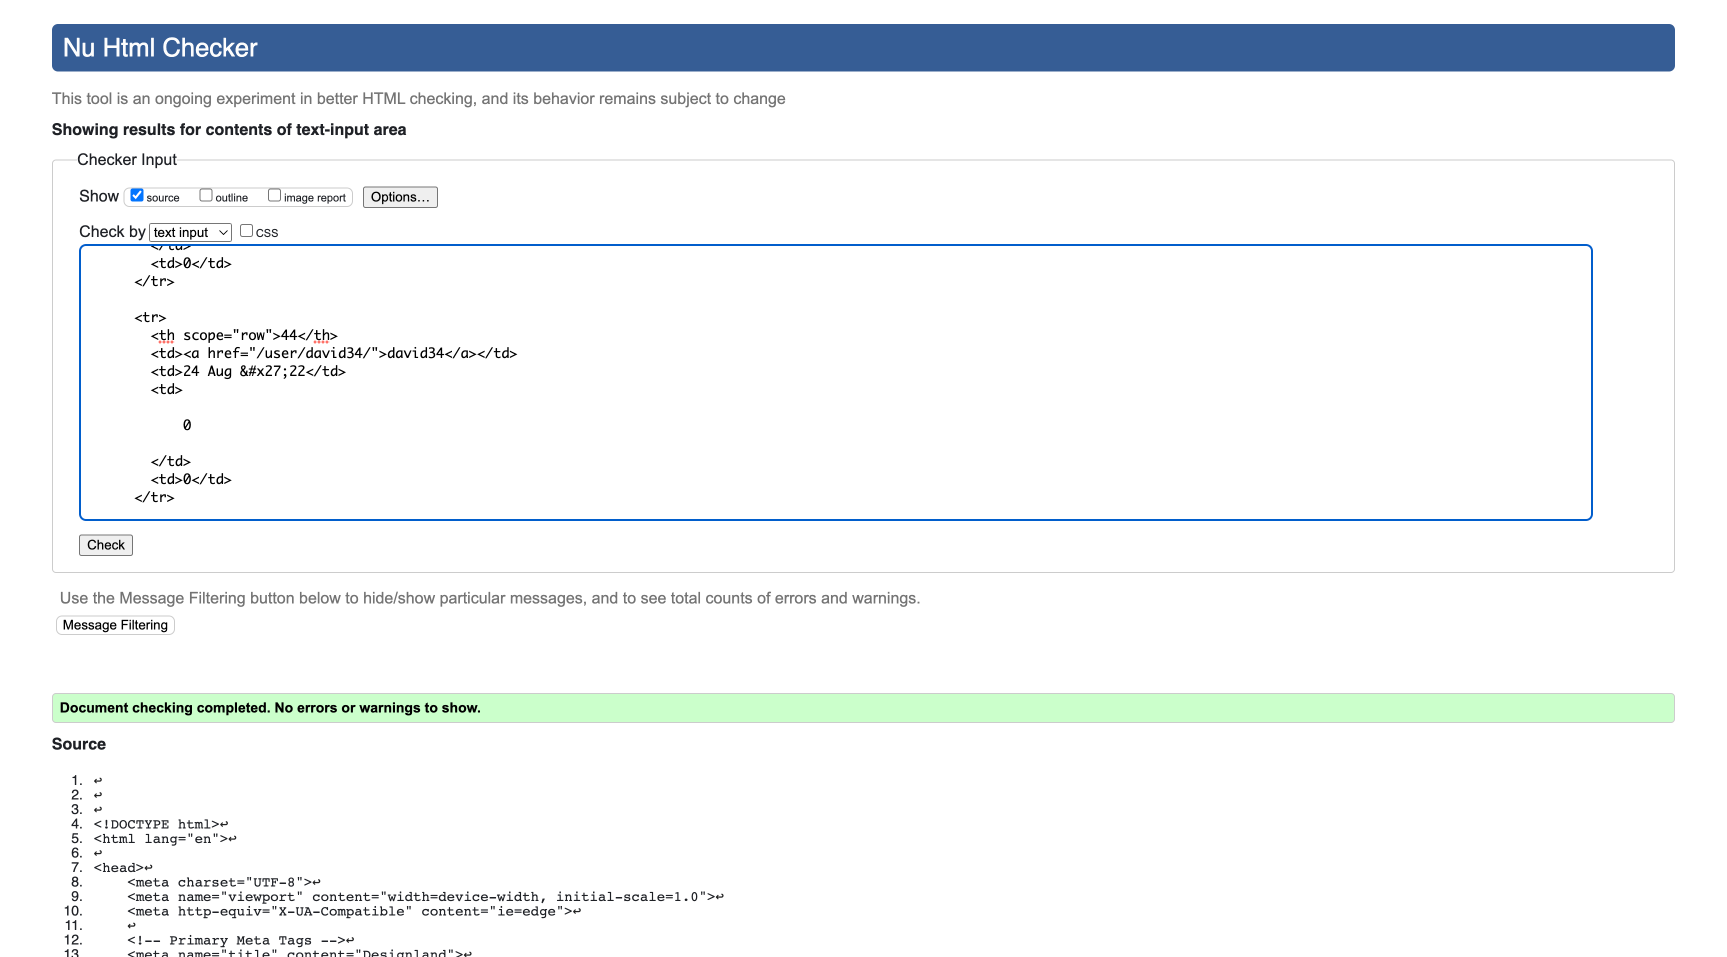 Nu Html Checker
This tool is an ongoing experiment in better HTML checking, and its behavior remains subject to change
Showing results for contents of text-input area
Checker Input
Show source outline image report Options...
Check by text input css
</td>
<td>0</td>
</tr>
<tr>
<th scope="row">44</th>
<td><a href="/user/david34/">david34</a></td>
<td>24 Aug &#x27;22</td>
<td>
0
</td>
<td>0</td>
</tr>
Check
Use the Message Filtering button below to hide/show particular messages, and to see total counts of errors and warnings.
Message Filtering
Document checking completed. No errors or warnings to show.
Source
1. ↩
2. ↩
3. ↩
4. <!DOCTYPE html>↩
5. <html lang="en">↩
6. ↩
7. <head>↩
8. <meta charset="UTF-8">↩
9. <meta name="viewport" content="width=device-width, initial-scale=1.0">↩
10. <meta http-equiv="X-UA-Compatible" content="ie=edge">↩
11. ↩
12. <!-- Primary Meta Tags -->↩
13. <meta name="title" content="Designland">↩